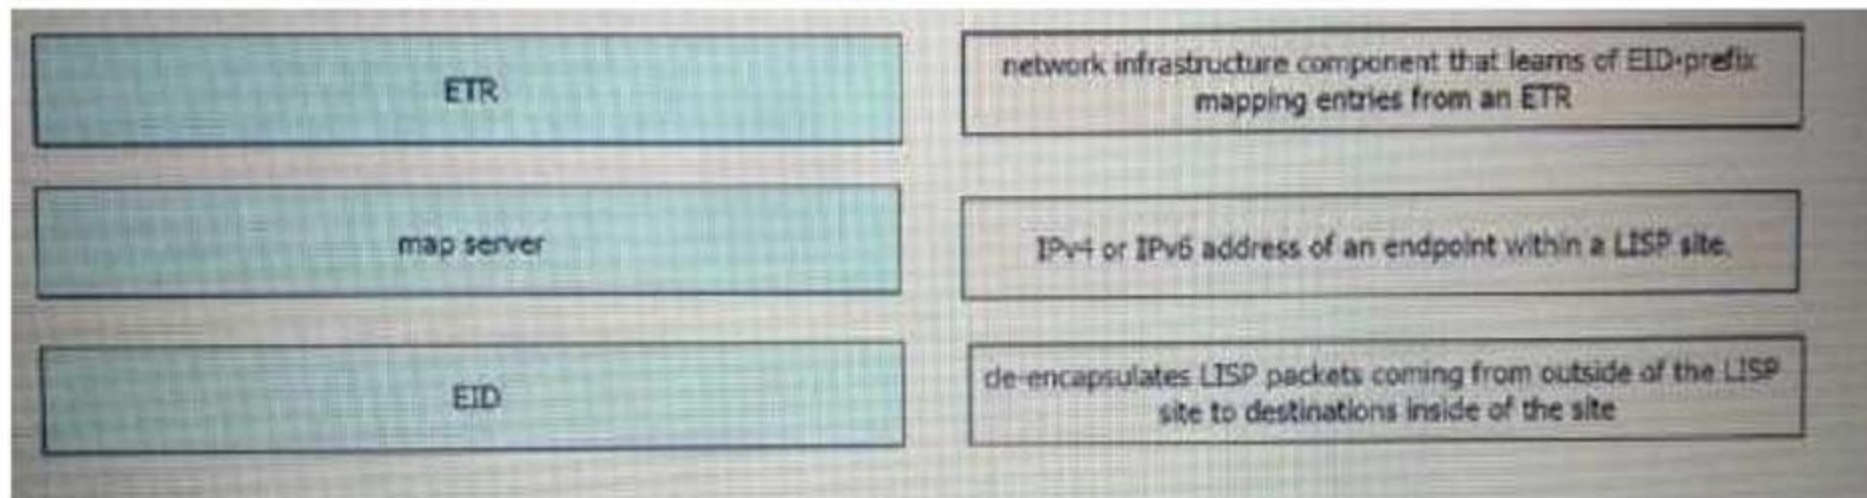 ETR
network infrastructure component that learns of EID-prefix
mapping entries from an ETR
map server
IPv4 or IPv6 address of an endpoint within a LISP site.
EID
de-encapsulates LISP packets coming from outside of the LISP
site to destinations inside of the site